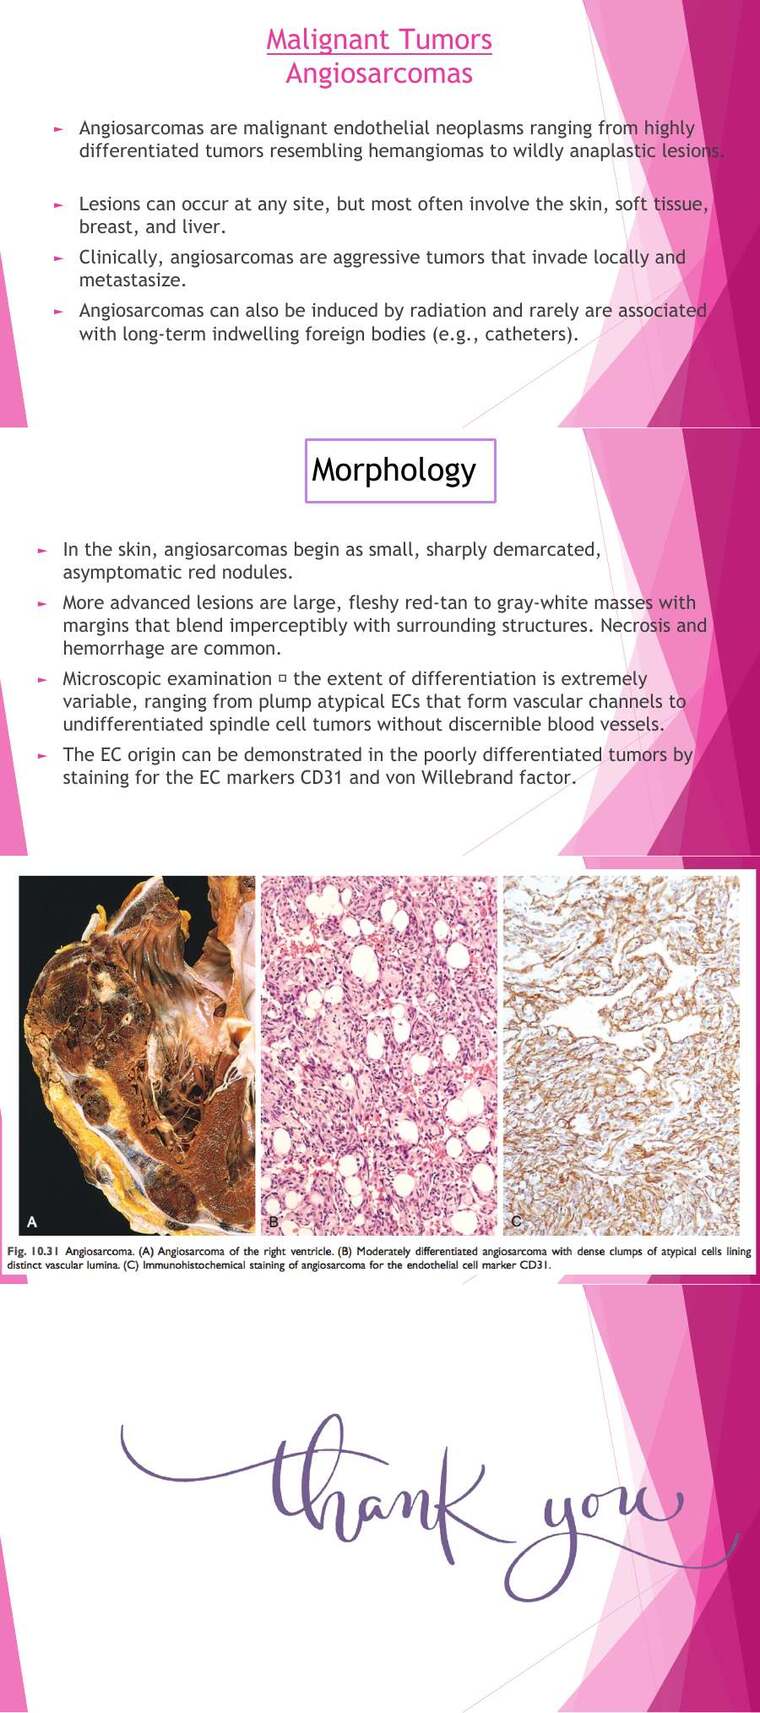 Malignant Tumors
Angiosarcomas
► Angiosarcomas are malignant endothelial neoplasms ranging from highly
differentiated tumors resembling hemangiomas to wildly anaplastic lesions.
► Lesions can occur at any site, but most often involve the skin, soft tissue,
breast, and liver.
► Clinically, angiosarcomas are aggressive tumors that invade locally and
metastasize.
► Angiosarcomas can also be induced by radiation and rarely are associated
with long-term indwelling foreign bodies (e.g., catheters).
Morphology
► In the skin, angiosarcomas begin as small, sharply demarcated,
asymptomatic red nodules.
► More advanced lesions are large, fleshy red-tan to gray-white masses with
margins that blend imperceptibly with surrounding structures. Necrosis and
hemorrhage are common.
► Microscopic examination □ the extent of differentiation is extremely
variable, ranging from plump atypical ECs that form vascular channels to
undifferentiated spindle cell tumors without discernible blood vessels.
► The EC origin can be demonstrated in the poorly differentiated tumors by
staining for the EC markers CD31 and von Willebrand factor.
A
B
C
Fig. 10.31 Angiosarcoma. (A) Angiosarcoma of the right ventricle. (B) Moderately differentiated angiosarcoma with dense clumps of atypical cells lining
distinct vascular lumina. (C) Immunohistochemical staining of angiosarcoma for the endothelial cell marker CD31.
thank you